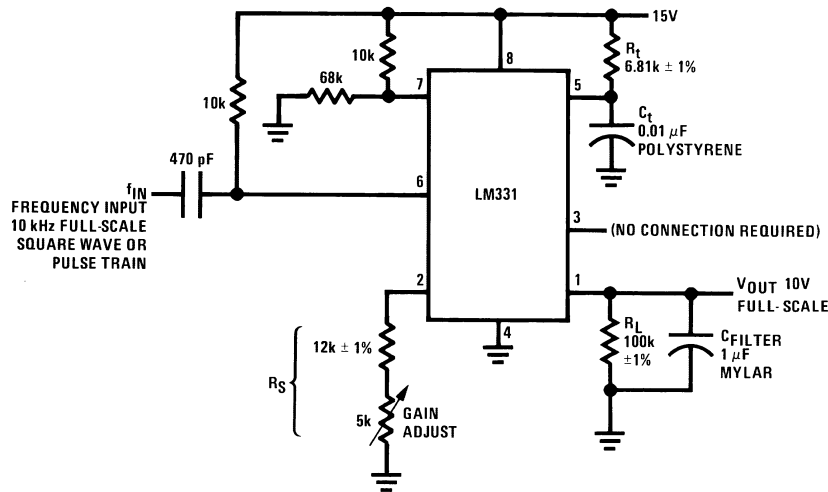 15V
10k
8
Rt
6.81k ± 1%
68k
7
5
10k
Ct
0.01 µF
POLYSTYRENE
470 pF
fIN
6
LM331
FREQUENCY INPUT
10 kHz FULL-SCALE
SQUARE WAVE OR
PULSE TRAIN
3
(NO CONNECTION REQUIRED)
2
1
VOUT 10V
FULL-SCALE
4
12k ± 1%
RL
100k
±1%
CFILTER
1 µF
MYLAR
RS
5k
GAIN
ADJUST